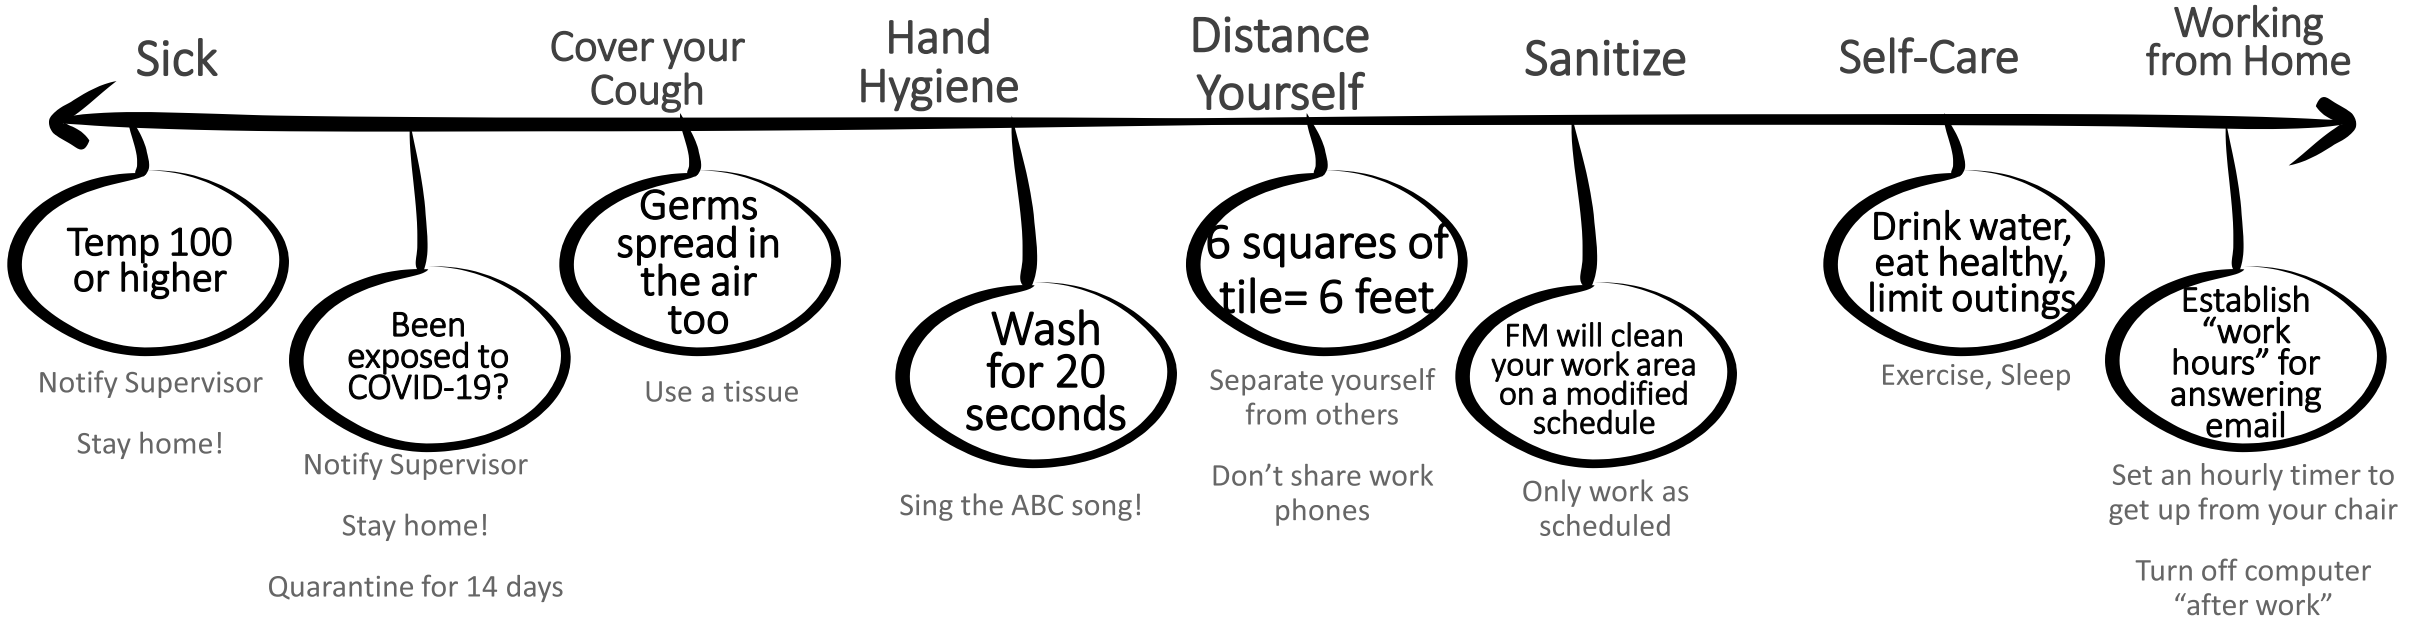 Sick
Temp 100
or higher
Notify Supervisor
Stay home!
Been
exposed to
COVID-19?
Notify Supervisor
Stay home!
Quarantine for 14 days
Cover your
Cough
Germs
spread in
the air
too
Use a tissue
Hand
Hygiene
Wash
for 20
seconds
Sing the ABC song!
Distance
Yourself
6 squares of
tile= 6 feet
Separate yourself
from others
Don’t share work
phones
Sanitize
FM will clean
your work area
on a modified
schedule
Only work as
scheduled
Self-Care
Drink water,
eat healthy,
limit outings
Exercise, Sleep
Working
from Home
Establish
“work
hours” for
answering
email
Set an hourly timer to
get up from your chair
Turn off computer
“after work”